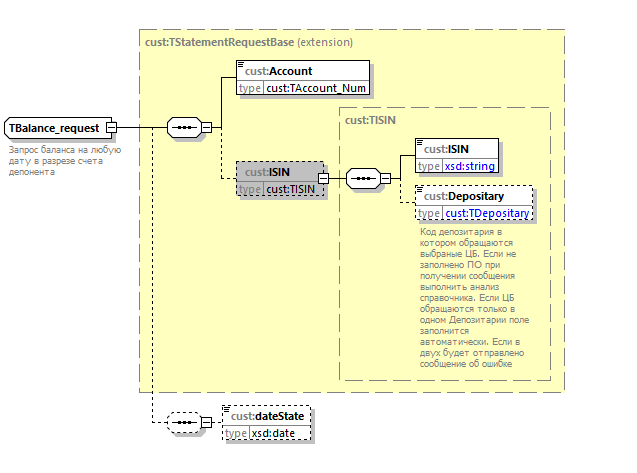 cust:TStatementRequestBase (extension)
cust:Account
type cust:TAccount_Num
cust:TISIN
TBalance_request
Запрос баланса на любую
дату в разрезе счета
депонента
cust:ISIN
type cust:TISIN
cust:ISIN
type xsd:string
cust:Depositary
type cust:TDepositary
Код депозитария в
котором обращаются
выбраные ЦБ. Если не
заполнено ПО при
получении сообщения
выполнить анализ
справочника. Если ЦБ
обращаются только в
одном Депозитарии поле
заполнится
автоматически. Если в
двух будет отправлено
сообщение об ошибке
cust:dateState
type xsd:date